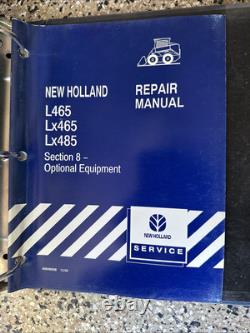 NEW HOLLAND
L465
Lx465
Lx485
Section 8 –
Optional Equipment
REPAIR
MANUAL
NEW HOLLAND
SERVICE